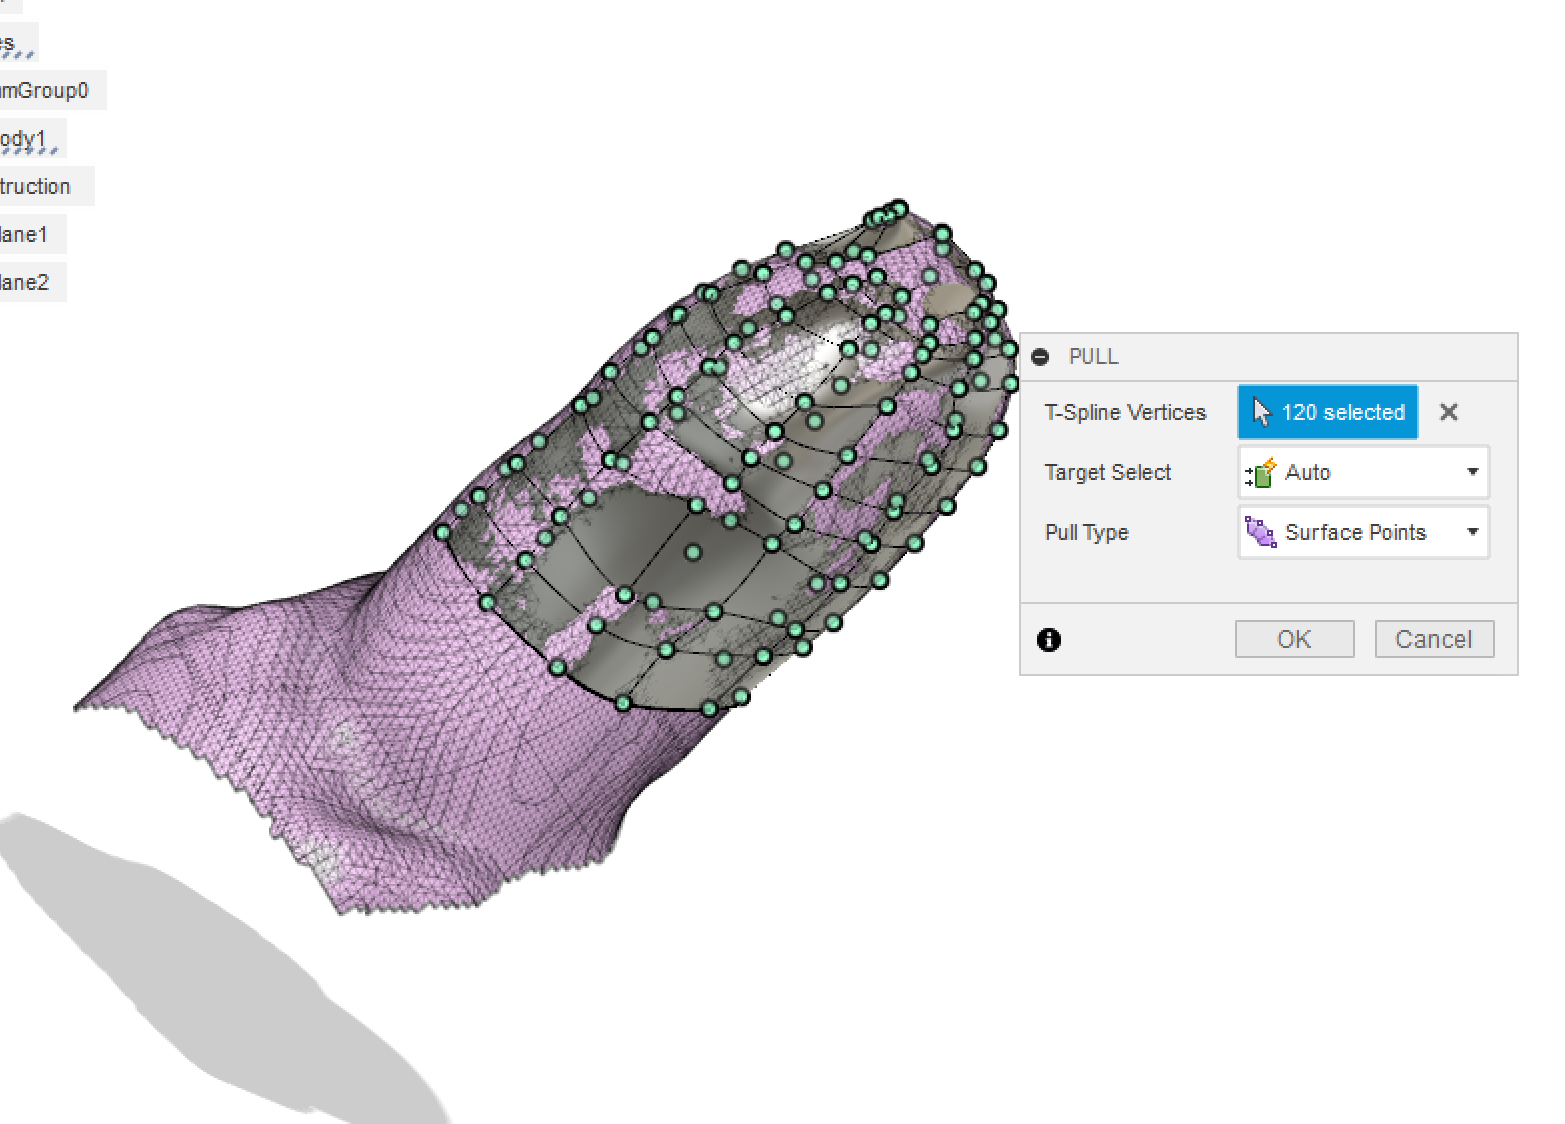 es
mGroup0
ody1
truction
lane1
lane2
PULL
T-Spline Vertices
120 selected
Target Select
Auto
Pull Type
Surface Points
OK
Cancel